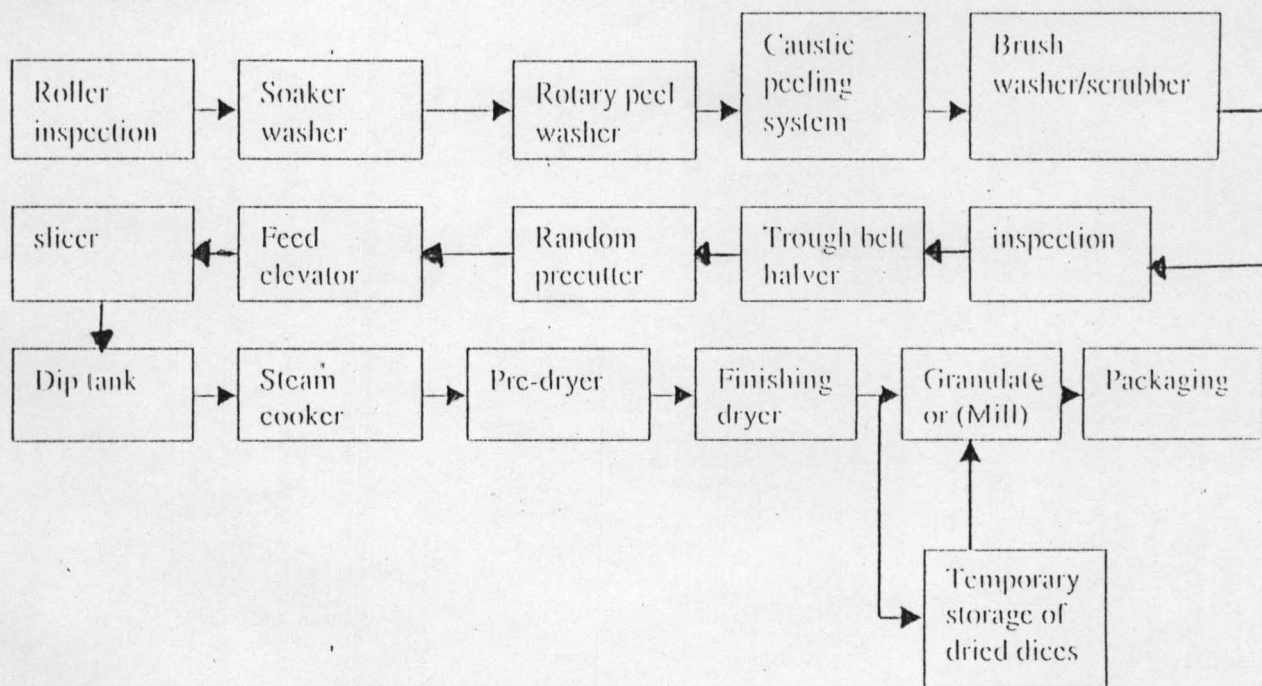 Roller
inspection
Soaker
washer
Rotary peel
washer
Caustic
peeling
system
Brush
washer/scrubber
slicer
Feed
elevator
Random
precutter
Trough belt
halver
inspection
Dip tank
Steam
cooker
Pre-dryer
Finishing
dryer
Granulate
or (Mill)
Packaging
Temporary
storage of
dried dices